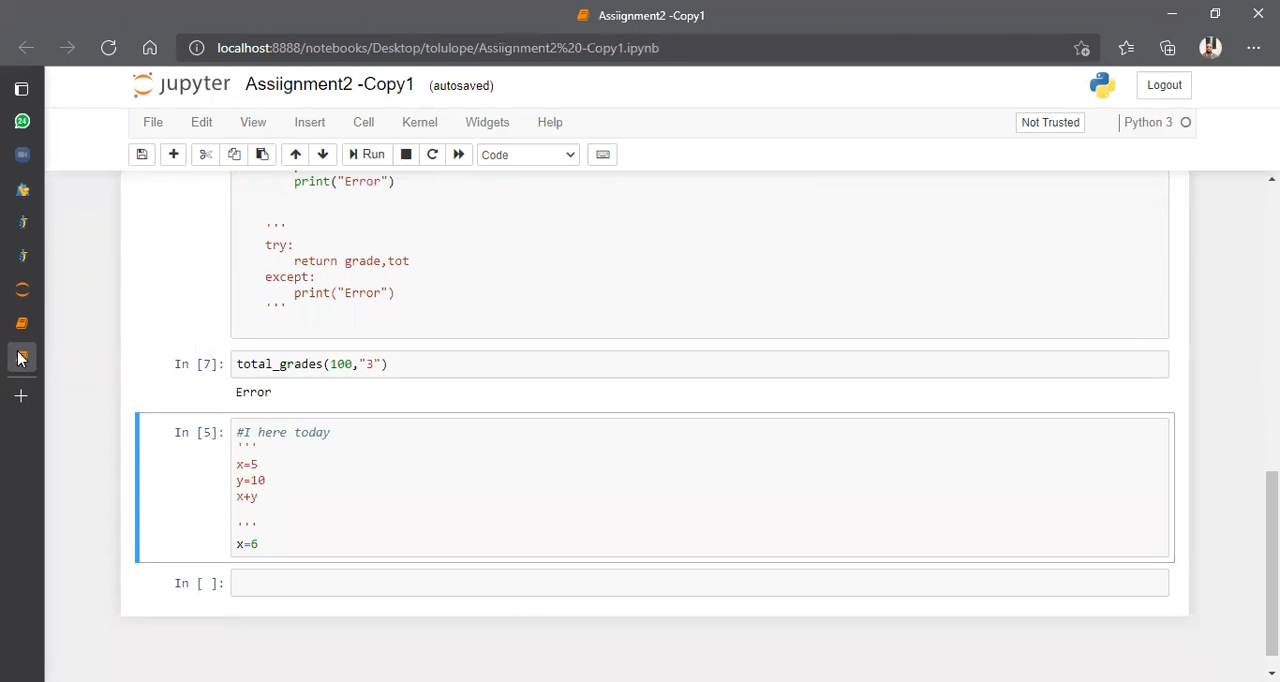 Assiignment2 -Copy1
localhost:8888/notebooks/Desktop/tolulope/Assiignment2%20-Copy1.ipynb
jupyter Assiignment2 -Copy1 (autosaved) Logout
File Edit View Insert Cell Kernel Widgets Help Not Trusted Python 3
Run Code
print("Error")
'''
try:
return grade,tot
except:
print("Error")
'''
In [7]: total_grades(100,"3")
Error
In [5]: #I here today
'''
x=5
y=10
x+y
'''
x=6
In [ ]:
24